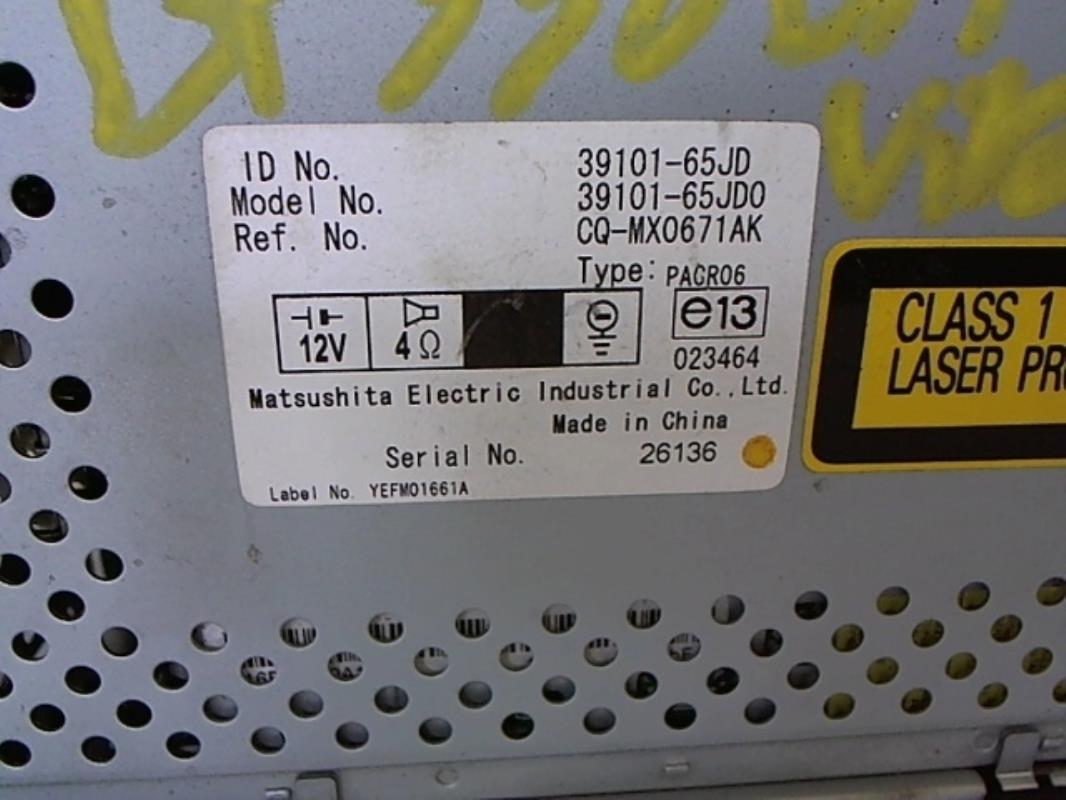 ID No. 39101-65JD
Model No. 39101-65JD0
Ref. No. CQ-MX0671AK
Type: PACR06
12V 4Ω e13
023464
Matsushita Electric Industrial Co.,Ltd.
Made in China
Serial No. 26136
Label No. YEFM01661A
CLASS 1
LASER